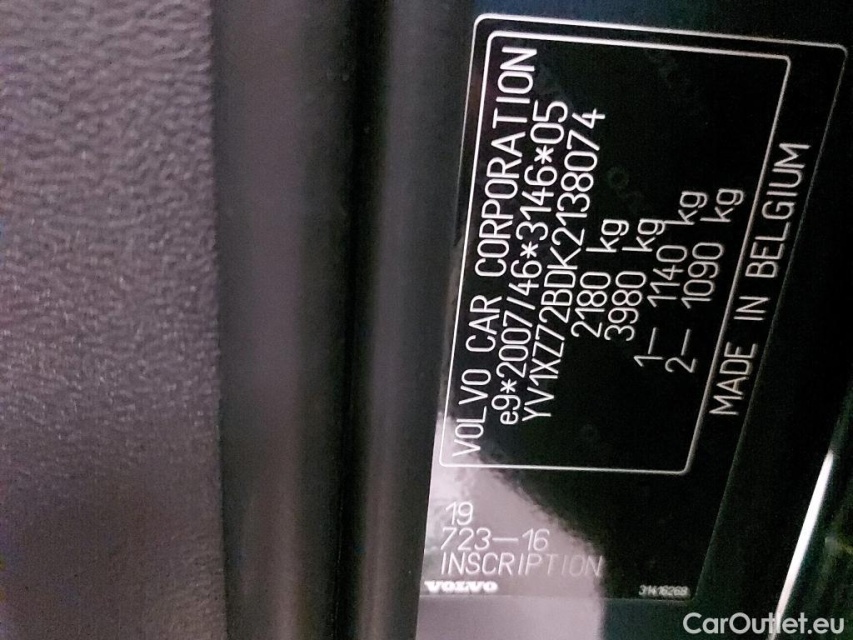 VOLVO CAR CORPORATION
e9*2007/46*3146*05
YV1XZ72BDK2138074
2180 kg
3980 kg
1— 1140 kg
2— 1090 kg
MADE IN BELGIUM
19
723—16
INSCRIPTION
VOLVO
31416268
CarOutlet.eu